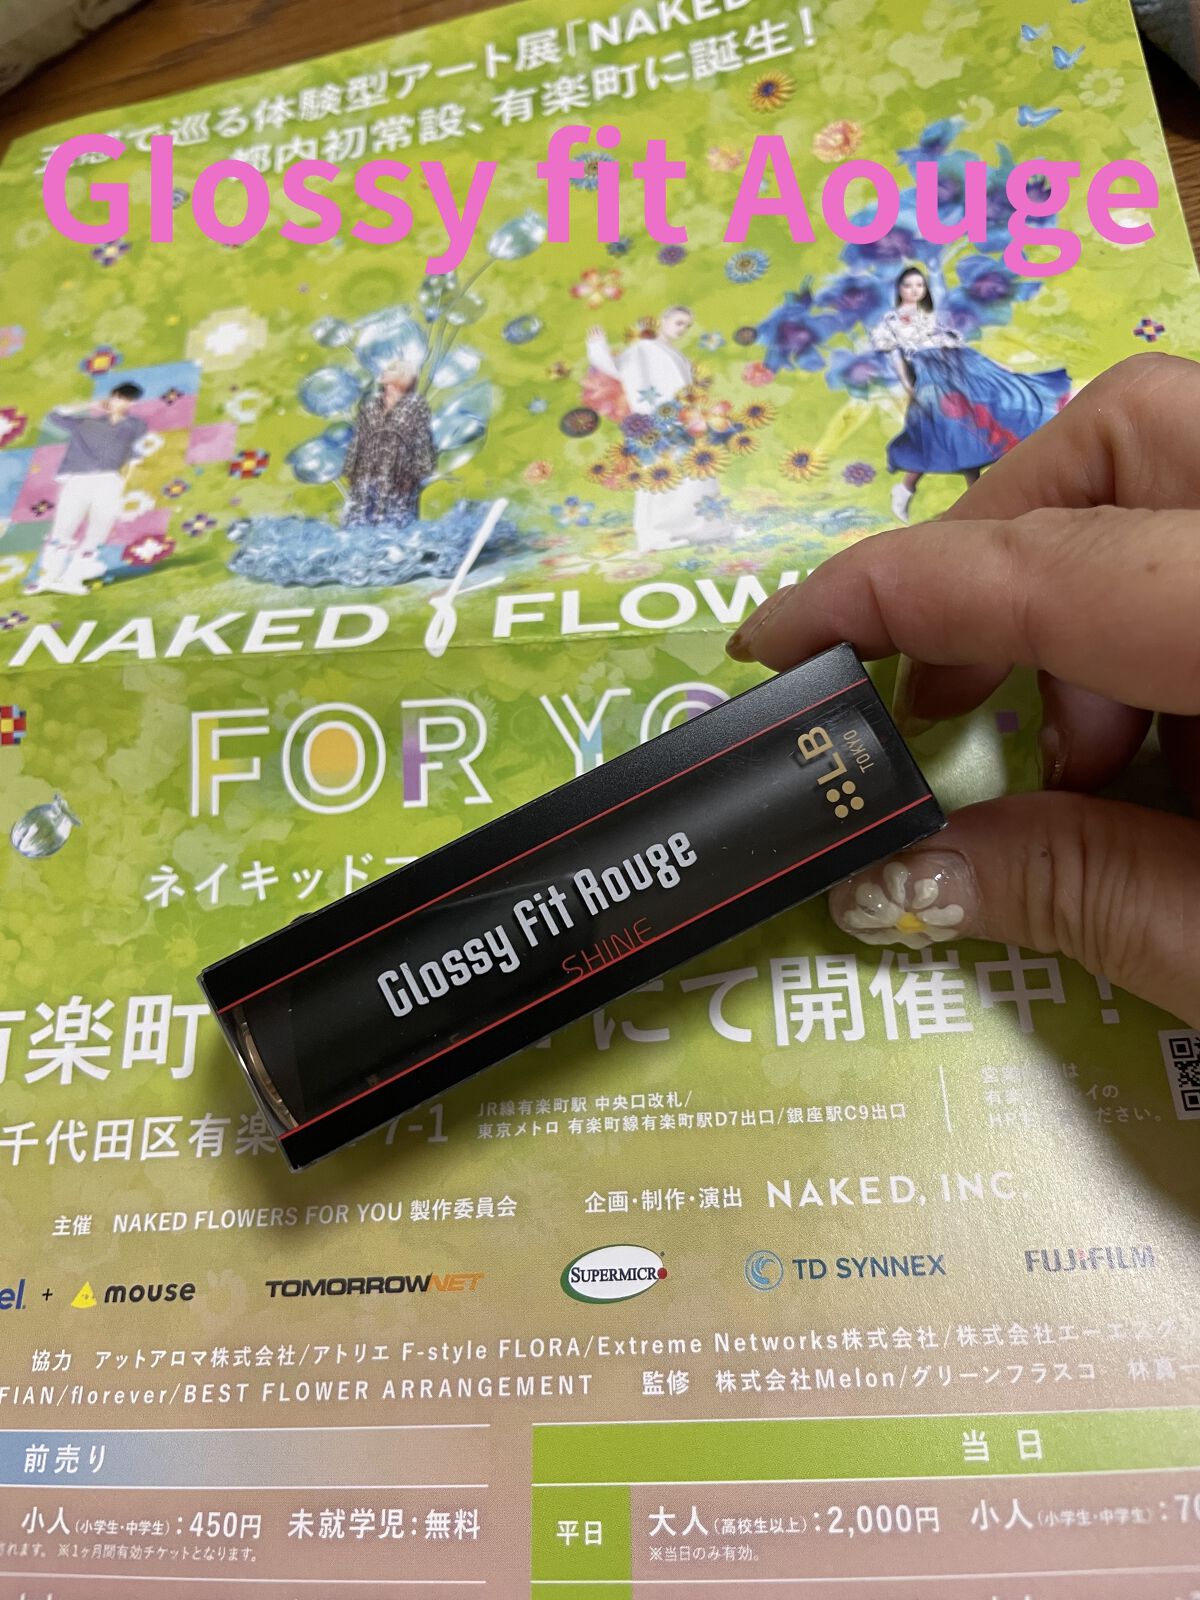 で巡る体験型アート展「NAKED
都内初常設、有楽町に誕生！
Glossy fit Aouge
NAKED FLOW
FOR YO
ネイキッドフ
LB
TOKYO
Glossy Fit Rouge
SHINE
有楽町
にて開催中！
千代田区有楽
7-1
JR線有楽町駅 中央口改札/
東京メトロ 有楽町線有楽町駅D7出口/銀座駅C9出口
主催 NAKED FLOWERS FOR YOU 製作委員会
企画・制作・演出 NAKED, INC
el. + mouse
TOMORROWNET
SUPERMICRO
TD SYNNEX
FUJIFILM
協力 アットアロマ株式会社/アトリエ F-style FLORA/Extreme Networks株式会社/株式会社エーエスグ
FIAN/florever/BEST FLOWER ARRANGEMENT 監修 株式会社Melon/グリーンフラスコ 林真一
前売り
当日
小人(小学生・中学生)：450円 未就学児：無料
されます。 ※1ヶ月間有効チケットとなります。
平日
大人(高校生以上)：2,000円 小人(小学生・中学生)：70
※当日のみ有効。